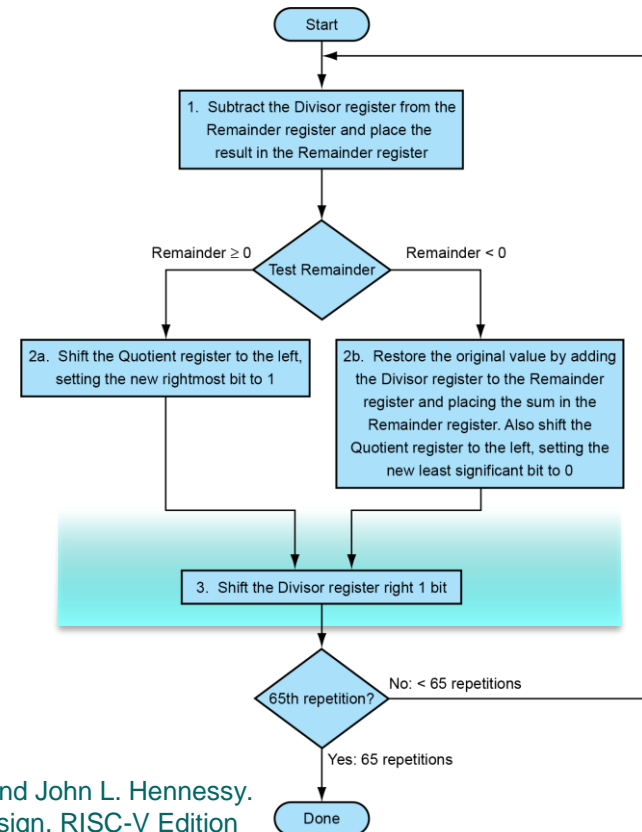 Start
1. Subtract the Divisor register from the
Remainder register and place the
result in the Remainder register
Remainder ≥ 0
Remainder < 0
Test Remainder
2a. Shift the Quotient register to the left,
setting the new rightmost bit to 1
2b. Restore the original value by adding
the Divisor register to the Remainder
register and placing the sum in the
Remainder register. Also shift the
Quotient register to the left, setting the
new least significant bit to 0
3. Shift the Divisor register right 1 bit
65th repetition?
No: < 65 repetitions
Yes: 65 repetitions
nd John L. Hennessy.
sign, RISC-V Edition
Done